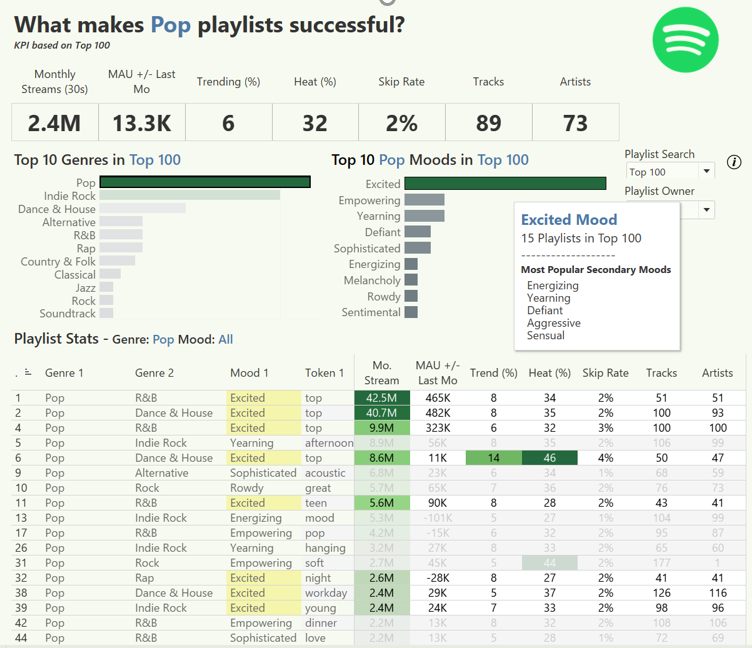 What makes Pop playlists successful?
KPI based on Top 100
Monthly Streams (30s) MAU +/- Last Mo Trending (%) Heat (%) Skip Rate Tracks Artists
2.4M 13.3K 6 32 2% 89 73
Top 10 Genres in Top 100
Pop
Indie Rock
Dance & House
Alternative
R&B
Rap
Country & Folk
Classical
Jazz
Rock
Soundtrack
Top 10 Pop Moods in Top 100
Excited
Empowering
Yearning
Defiant
Sophisticated
Energizing
Melancholy
Rowdy
Sentimental
Playlist Search
Top 100
Playlist Owner
i
Excited Mood
15 Playlists in Top 100
-------------------
Most Popular Secondary Moods
Energizing
Yearning
Defiant
Aggressive
Sensual
Playlist Stats - Genre: Pop Mood: All
. Genre 1 Genre 2 Mood 1 Token 1 Mo. Stream MAU +/- Last Mo Trend (%) Heat (%) Skip Rate Tracks Artists
1 Pop R&B Excited top 42.5M 465K 8 34 2% 51 51
2 Pop Dance & House Excited top 40.7M 482K 8 35 2% 100 93
4 Pop R&B Excited top 9.9M 323K 6 32 3% 100 100
5 Pop Indie Rock Yearning afternoon 8.9M 56K 8 35 2% 106 99
6 Pop Dance & House Excited top 8.6M 11K 14 46 4% 50 47
9 Pop Alternative Sophisticated acoustic 6.8M 23K 6 34 1% 68 59
10 Pop Rock Rowdy great 5.7M 65K 7 36 2% 76 73
11 Pop R&B Excited teen 5.6M 90K 8 28 2% 43 41
13 Pop Indie Rock Energizing mood 5.3M -101K 5 27 1% 104 99
17 Pop R&B Empowering pop 4.2M -15K 6 32 2% 95 87
26 Pop Indie Rock Yearning hanging 3.2M 27K 8 33 2% 65 60
31 Pop Rock Empowering soft 2.7M 45K 5 44 2% 177 1
32 Pop Rap Excited night 2.6M -28K 8 27 2% 41 41
38 Pop Dance & House Excited workday 2.4M 29K 5 37 2% 126 116
39 Pop Indie Rock Excited young 2.4M 24K 7 33 2% 98 96
42 Pop R&B Empowering dinner 2.2M 13K 8 32 2% 108 106
44 Pop R&B Sophisticated love 2.2M 13K 5 28 1% 72 69